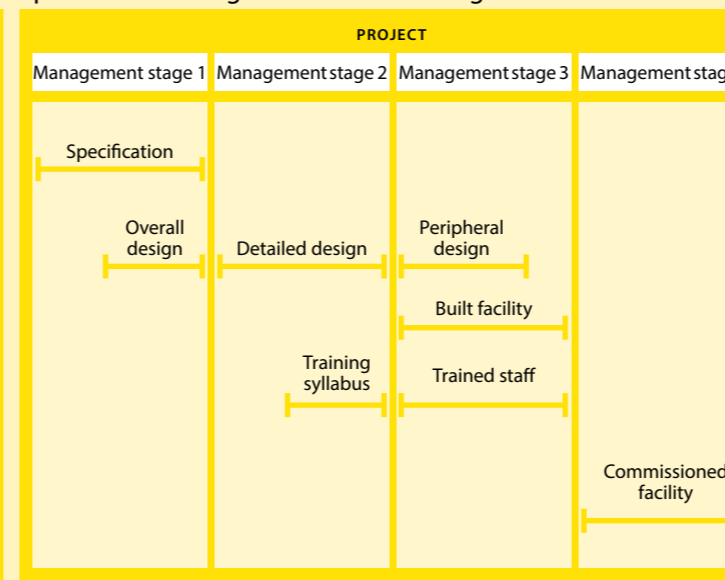 PROJECT
Management stage 1 Management stage 2 Management stage 3 Management
Specification
Overall
design
Detailed design
Peripheral
design
Built facility
Training
syllabus
Trained staff
Commissioned
facility